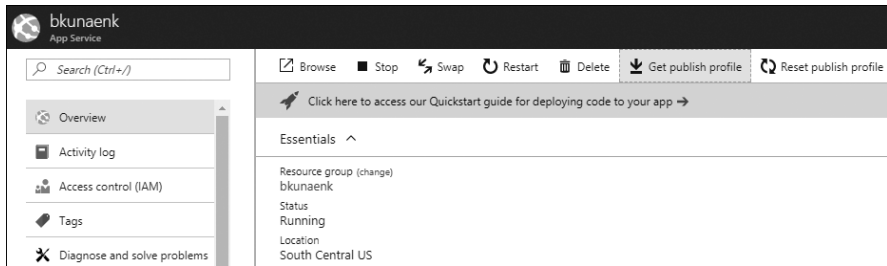 bkunaenk
App Service
Search (Ctrl+/)
Overview
Activity log
Access control (IAM)
Tags
Diagnose and solve problems
Browse Stop Swap Restart Delete Get publish profile Reset publish profile
Click here to access our Quickstart guide for deploying code to your app →
Essentials
Resource group (change)
bkunaenk
Status
Running
Location
South Central US